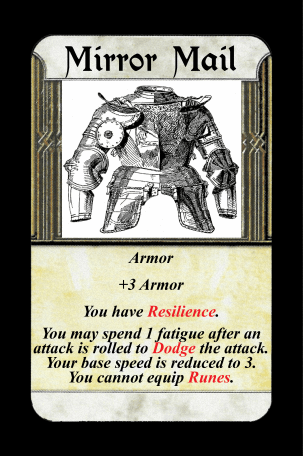 Mirror Mail
Armor
+3 Armor
You have Resilience.
You may spend 1 fatigue after an
attack is rolled to Dodge the attack.
Your base speed is reduced to 3.
You cannot equip Runes.